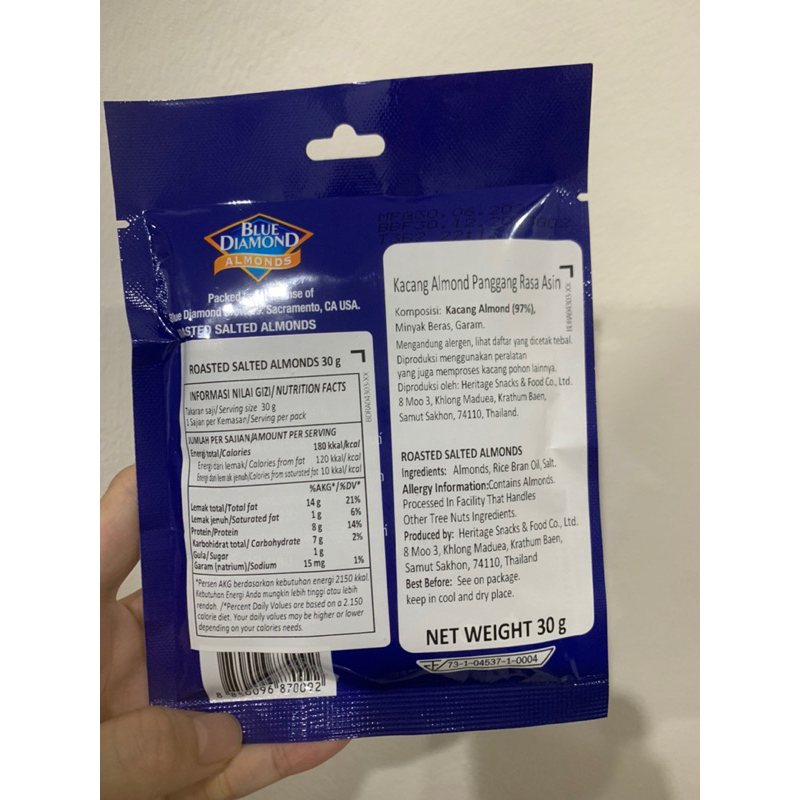 BLUE
DIAMOND
ALMONDS
Packed of
Blue Diamond Sacramento, CA USA.
SALTED ALMONDS
ROASTED SALTED ALMONDS 30 g
INFORMASI NILAI GIZI/NUTRITION FACTS
Takaran saji/Serving size 30 g
1 Sajian per Kemasan/Serving per pack
JUMLAH PER SAJIAN/AMOUNT PER SERVING
Energi total/Calories 180 kkal/kcal
Energi dari lemak/ Calories from fat 120 kkal/kcal
Energi dari lemak jenuh/Calories from saturated fat 10 kkal/kcal
%AKG*/%DV*
Lemak total/Total fat 14 g 21%
Lemak jenuh/Saturated fat 1 g 6%
Protein/Protein 8 g 14%
Karbohidrat total/ Carbohydrate 7 g 2%
Gula/Sugar 1 g
Garam (natrium)/Sodium 15 mg 1%
*Persen AKG berdasarkan kebutuhan energi 2150 kkal.
Kebutuhan Energi Anda mungkin lebih tinggi atau lebih
rendah. /*Percent Daily Values are based on a 2.150
calorie diet. Your daily values may be higher or lower
depending on your calories needs.
Kacang Almond Panggang Rasa Asin
Komposisi: Kacang Almond (97%),
Minyak Beras, Garam.
Mengandung alergen, lihat daftar yang dicetak tebal.
Diproduksi menggunakan peralatan
yang juga memproses kacang pohon lainnya.
Diproduksi oleh: Heritage Snacks & Food Co., Ltd.
8 Moo 3, Khlong Maduea, Krathum Baen,
Samut Sakhon, 74110, Thailand.
ROASTED SALTED ALMONDS
Ingredients: Almonds, Rice Bran Oil, Salt.
Allergy Information:Contains Almonds.
Processed In Facility That Handles
Other Tree Nuts Ingredients.
Produced by: Heritage Snacks & Food Co., Ltd.
8 Moo 3, Khlong Maduea, Krathum Baen,
Samut Sakhon, 74110, Thailand
Best Before: See on package.
keep in cool and dry place.
NET WEIGHT 30 g
73-1-04537-1-0004